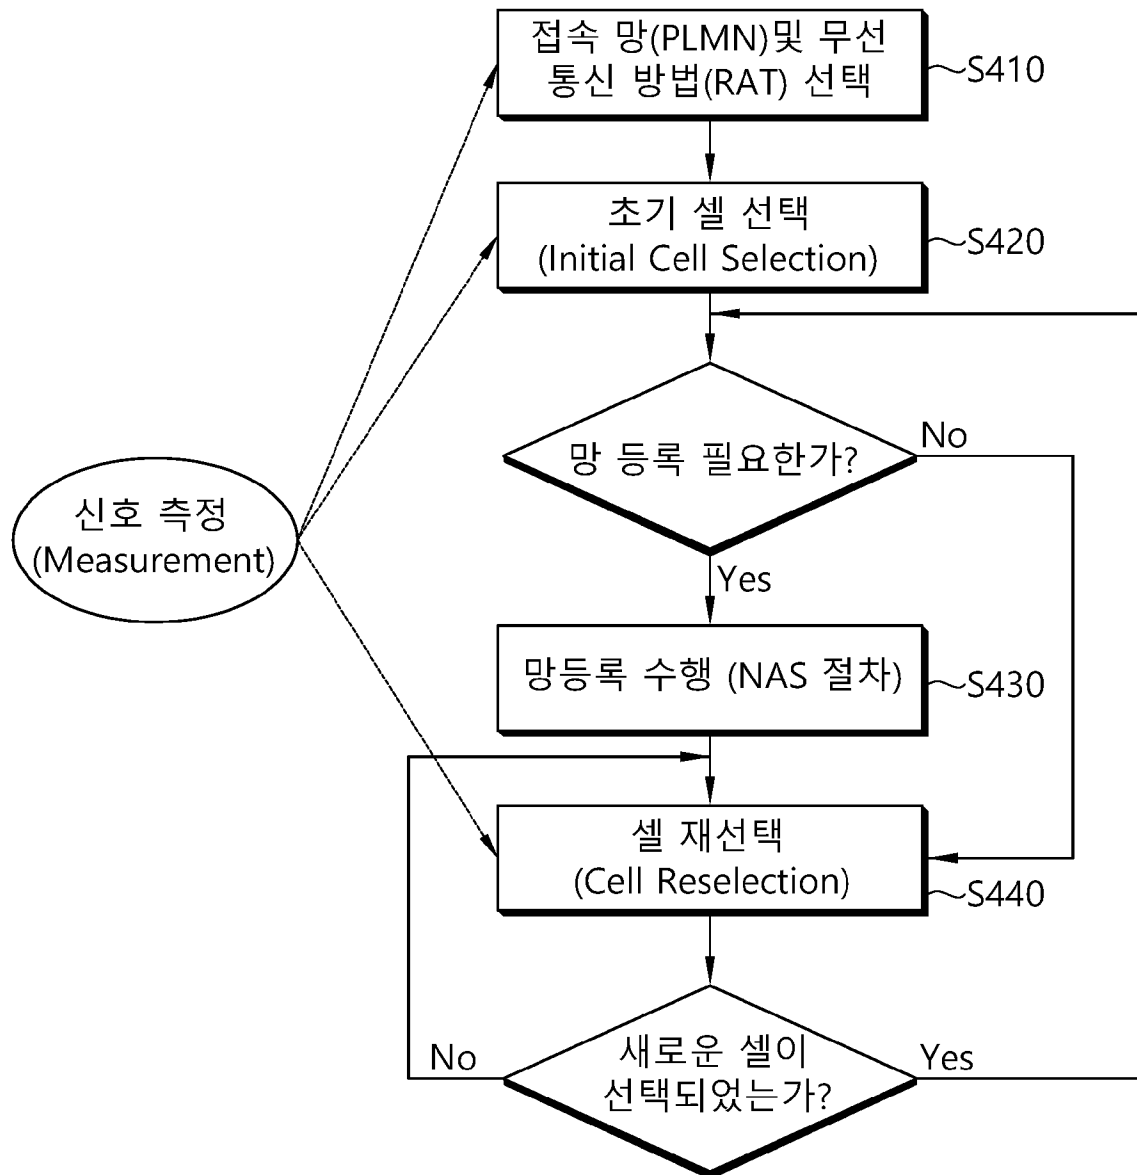 접속 망(PLMN)및 무선
통신 방법(RAT) 선택
S410
초기 셀 선택
(Initial Cell Selection)
S420
망 등록 필요한가?
No
신호 측정
(Measurement)
Yes
망등록 수행 (NAS 절차)
S430
셀 재선택
(Cell Reselection)
S440
No
새로운 셀이
선택되었는가?
Yes